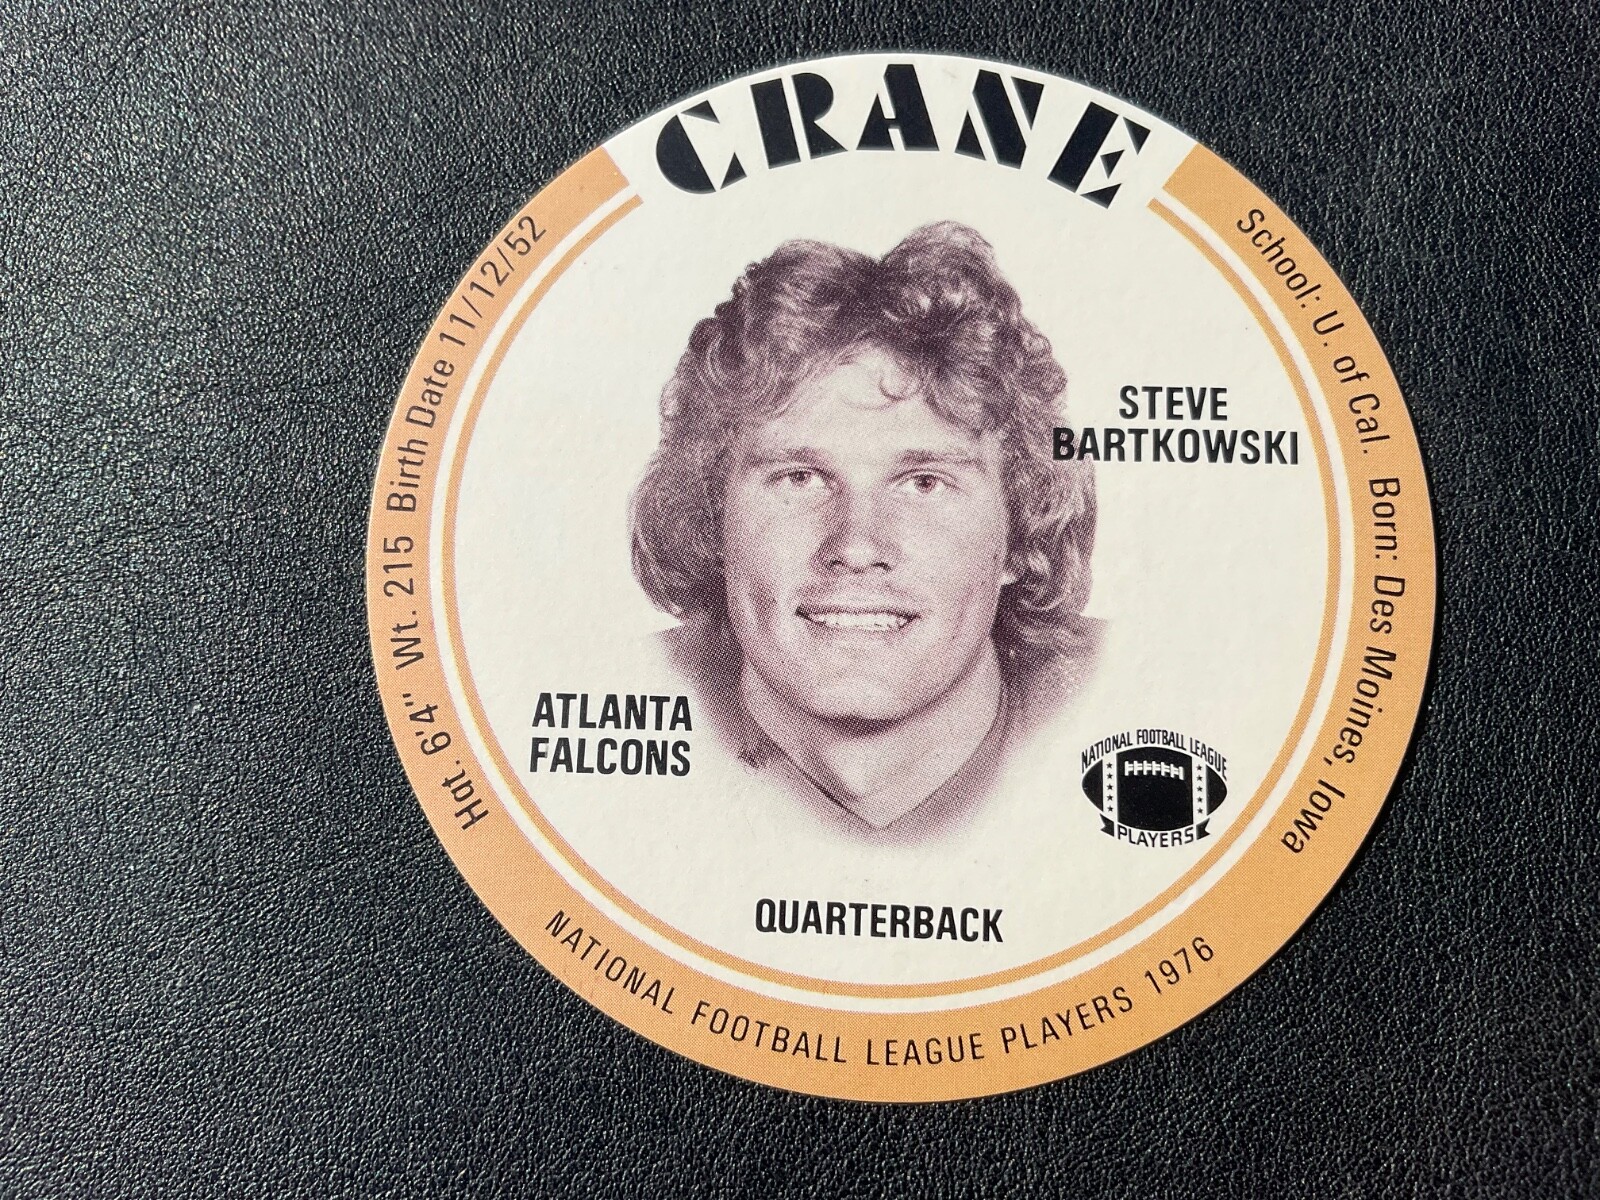 CRANE
Hgt. 6'4" Wt. 215 Birth Date 11/12/52
School: U. of Cal. Born: Des Moines, Iowa
STEVE
BARTKOWSKI
ATLANTA
FALCONS
NATIONAL FOOTBALL LEAGUE
PLAYERS
QUARTERBACK
NATIONAL FOOTBALL LEAGUE PLAYERS 1976